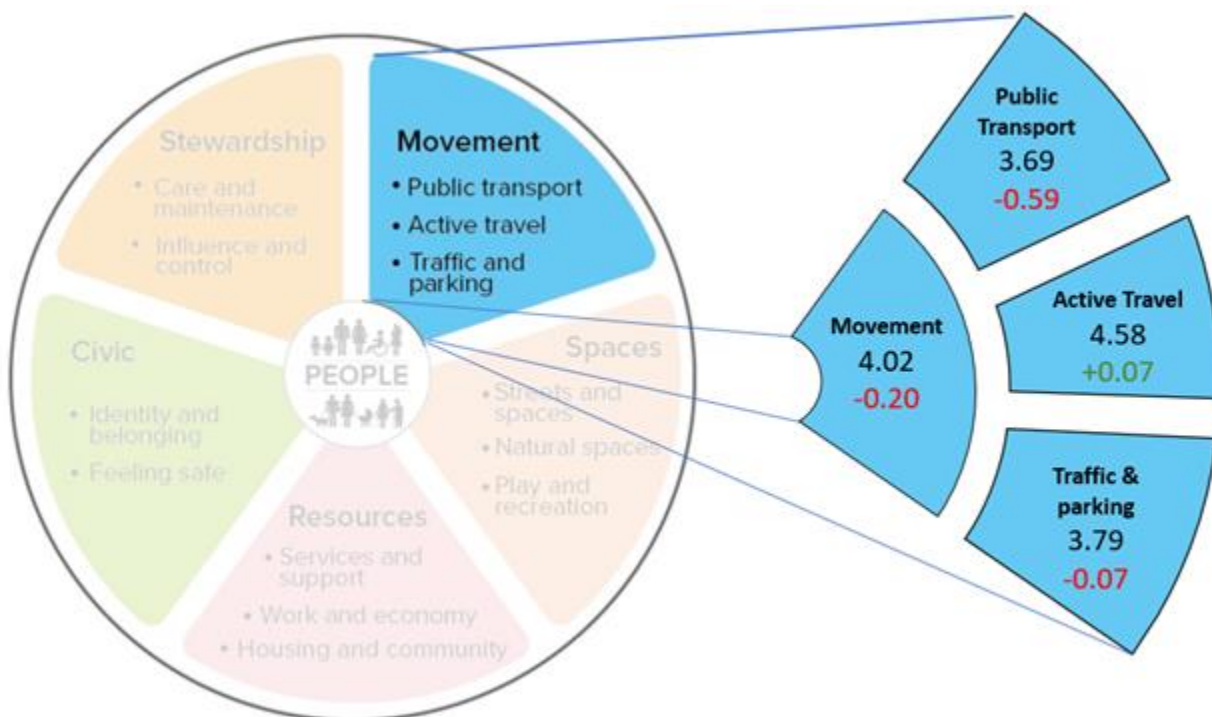 Stewardship
• Care and
maintenance
• Influence and
control
Movement
• Public transport
• Active travel
• Traffic and
parking
Civic
• Identity and
belonging
• Feeling safe
PEOPLE
Spaces
• Streets and
spaces
• Natural spaces
• Play and
recreation
Resources
• Services and
support
• Work and economy
• Housing and community
Movement
4.02
-0.20
Public
Transport
3.69
-0.59
Active Travel
4.58
+0.07
Traffic &
parking
3.79
-0.07